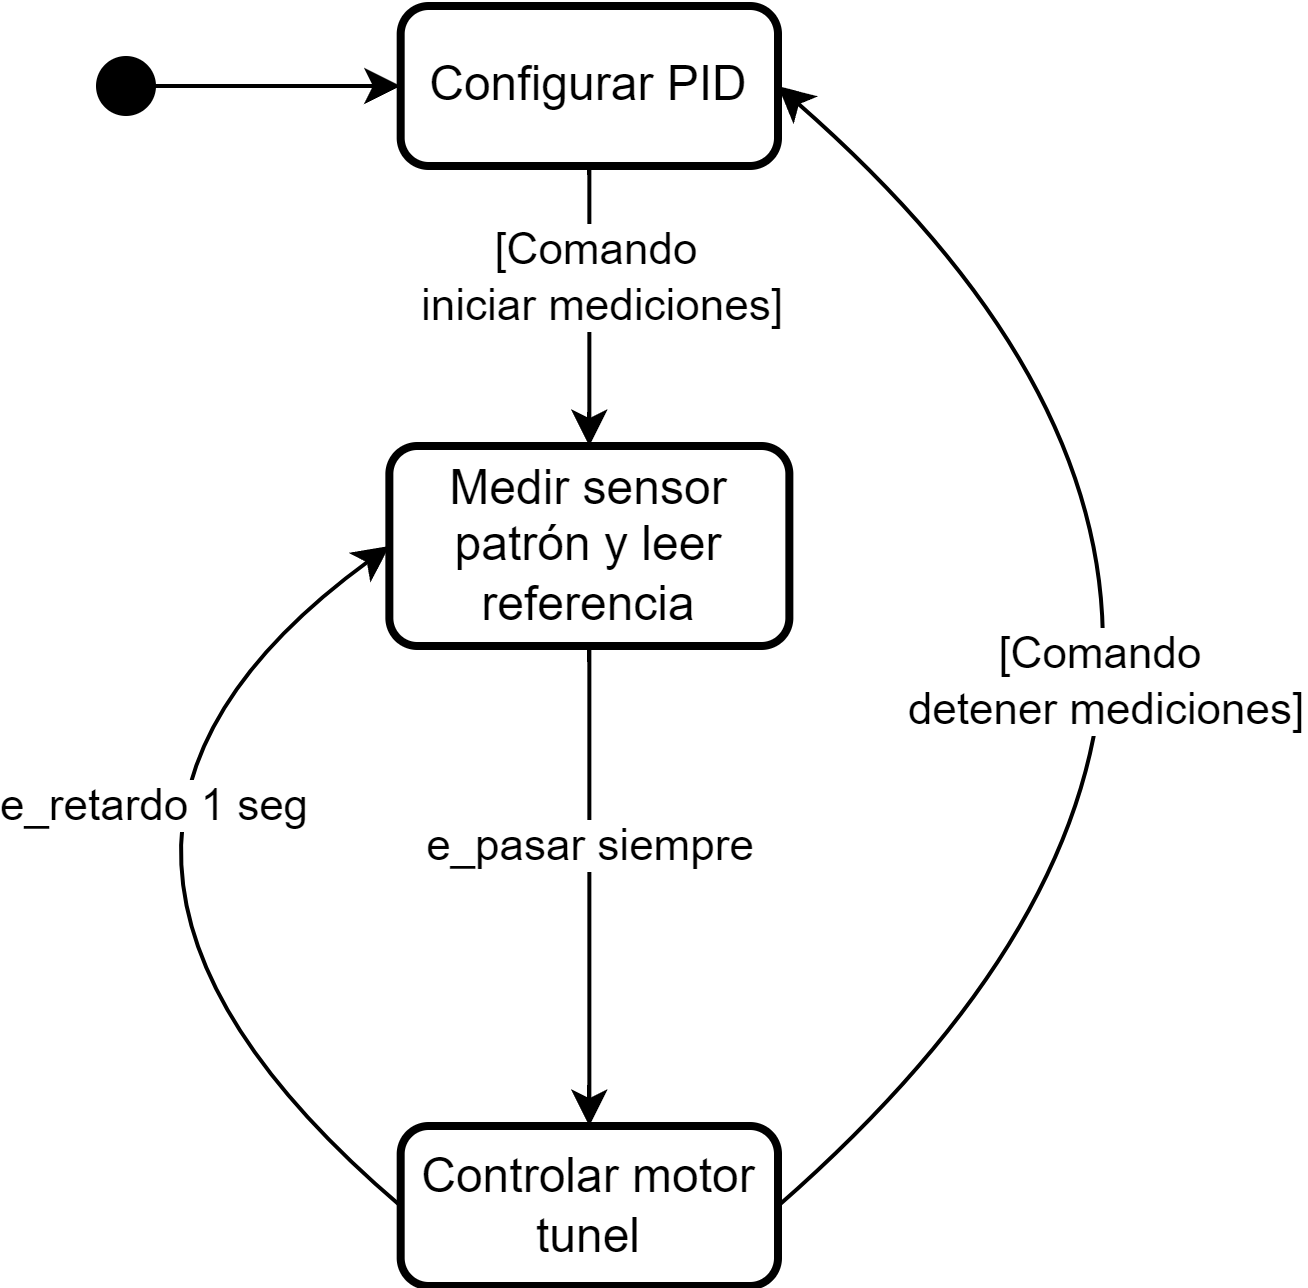 Configurar PID
[Comando
iniciar mediciones]
Medir sensor
patrón y leer
referencia
[Comando
detener mediciones]
e_retardo 1 seg
e_pasar siempre
Controlar motor
tunel